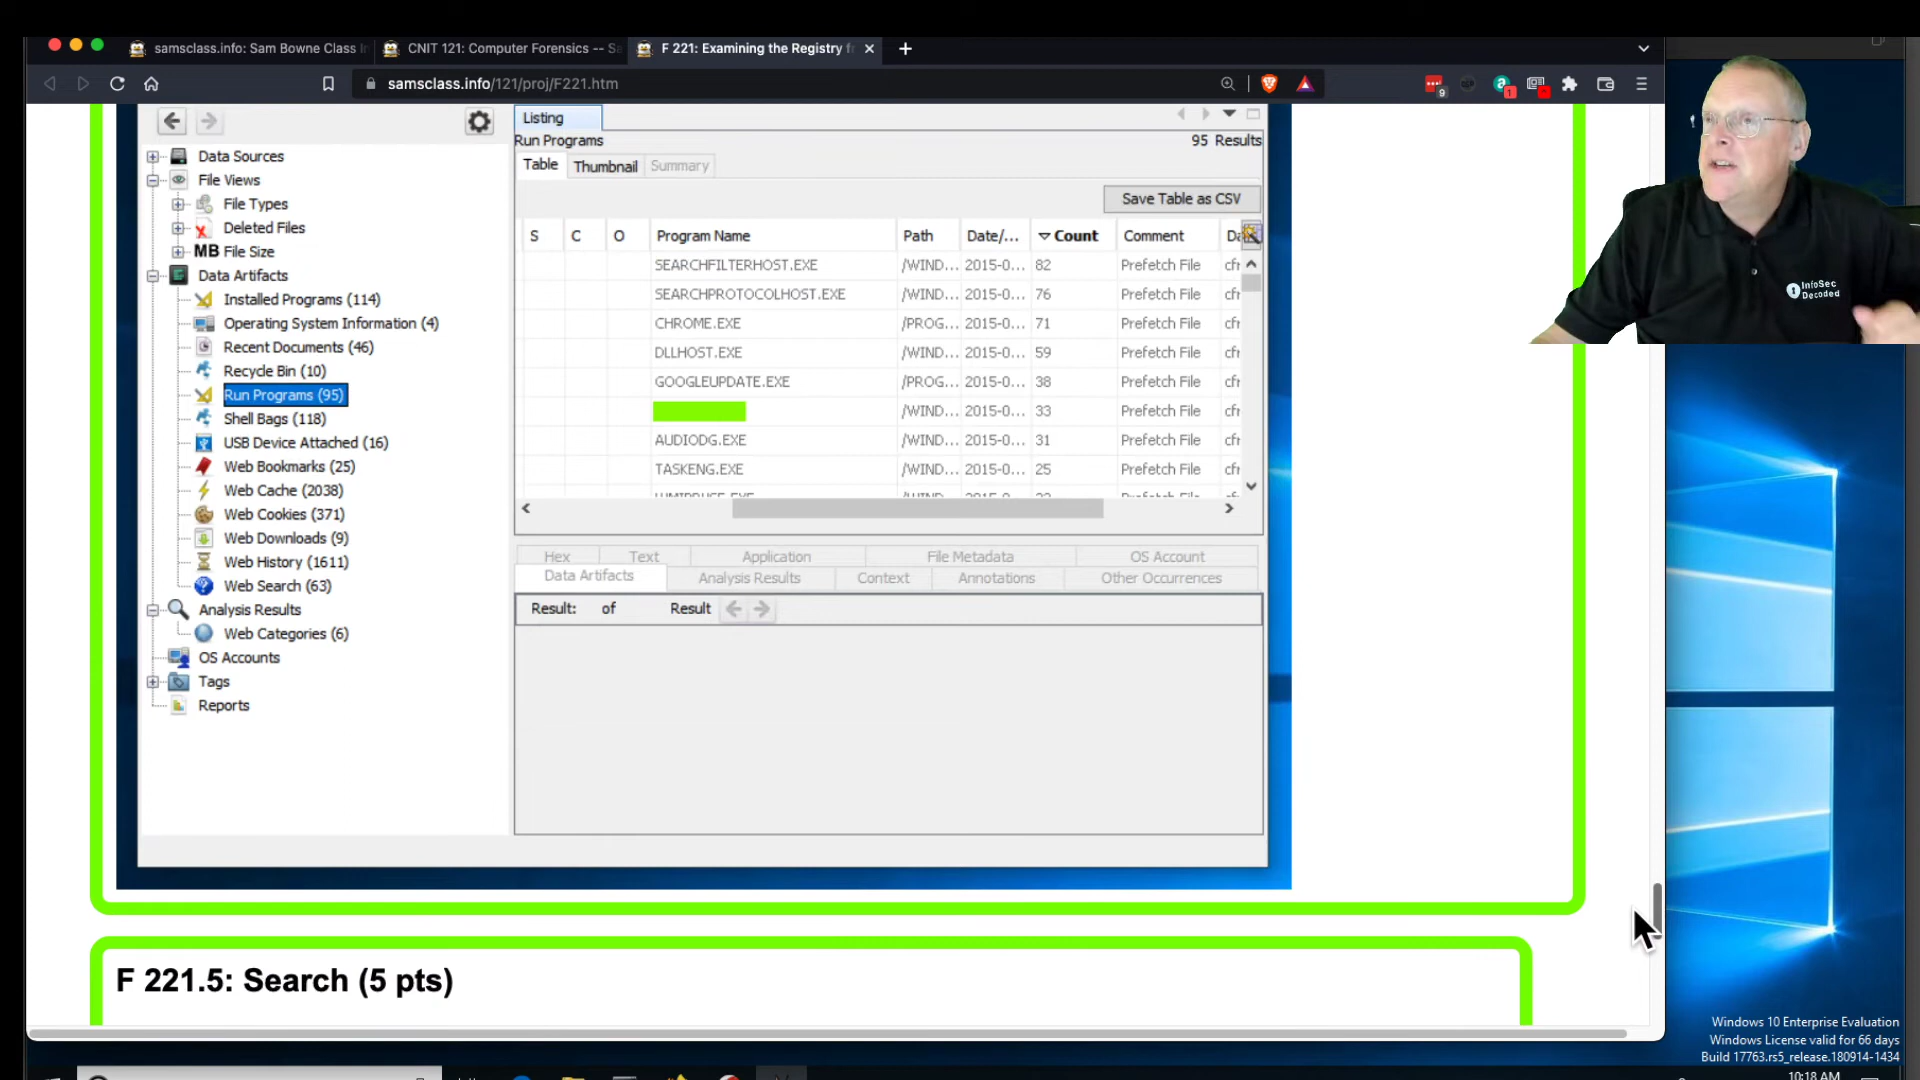 samsclass.info: Sam Bowne Class In
CNIT 121: Computer Forensics -- Sa
F 221: Examining the Registry f
samsclass.info/121/proj/F221.htm
Listing
Run Programs
95 Results
Table
Thumbnail
Summary
Save Table as CSV
Data Sources
File Views
File Types
Deleted Files
MB File Size
Data Artifacts
Installed Programs (114)
Operating System Information (4)
Recent Documents (46)
Recycle Bin (10)
Run Programs (95)
Shell Bags (118)
USB Device Attached (16)
Web Bookmarks (25)
Web Cache (2038)
Web Cookies (371)
Web Downloads (9)
Web History (1611)
Web Search (63)
Analysis Results
Web Categories (6)
OS Accounts
Tags
Reports
S C O Program Name Path Date/... Count Comment Da
SEARCHFILTERHOST.EXE /WIND... 2015-0... 82 Prefetch File cfr
SEARCHPROTOCOLHOST.EXE /WIND... 2015-0... 76 Prefetch File cfr
CHROME.EXE /PROG... 2015-0... 71 Prefetch File cfr
DLLHOST.EXE /WIND... 2015-0... 59 Prefetch File cfr
GOOGLEUPDATE.EXE /PROG... 2015-0... 38 Prefetch File cfr
/WIND... 2015-0... 33 Prefetch File cfr
AUDIODG.EXE /WIND... 2015-0... 31 Prefetch File cfr
TASKENG.EXE /WIND... 2015-0... 25 Prefetch File cfr
Hex Text Application File Metadata OS Account
Data Artifacts Analysis Results Context Annotations Other Occurrences
Result: of Result
F 221.5: Search (5 pts)
InfoSec
Decoded
Windows 10 Enterprise Evaluation
Windows License valid for 66 days
Build 17763.rs5_release.180914-1434
10:18 AM